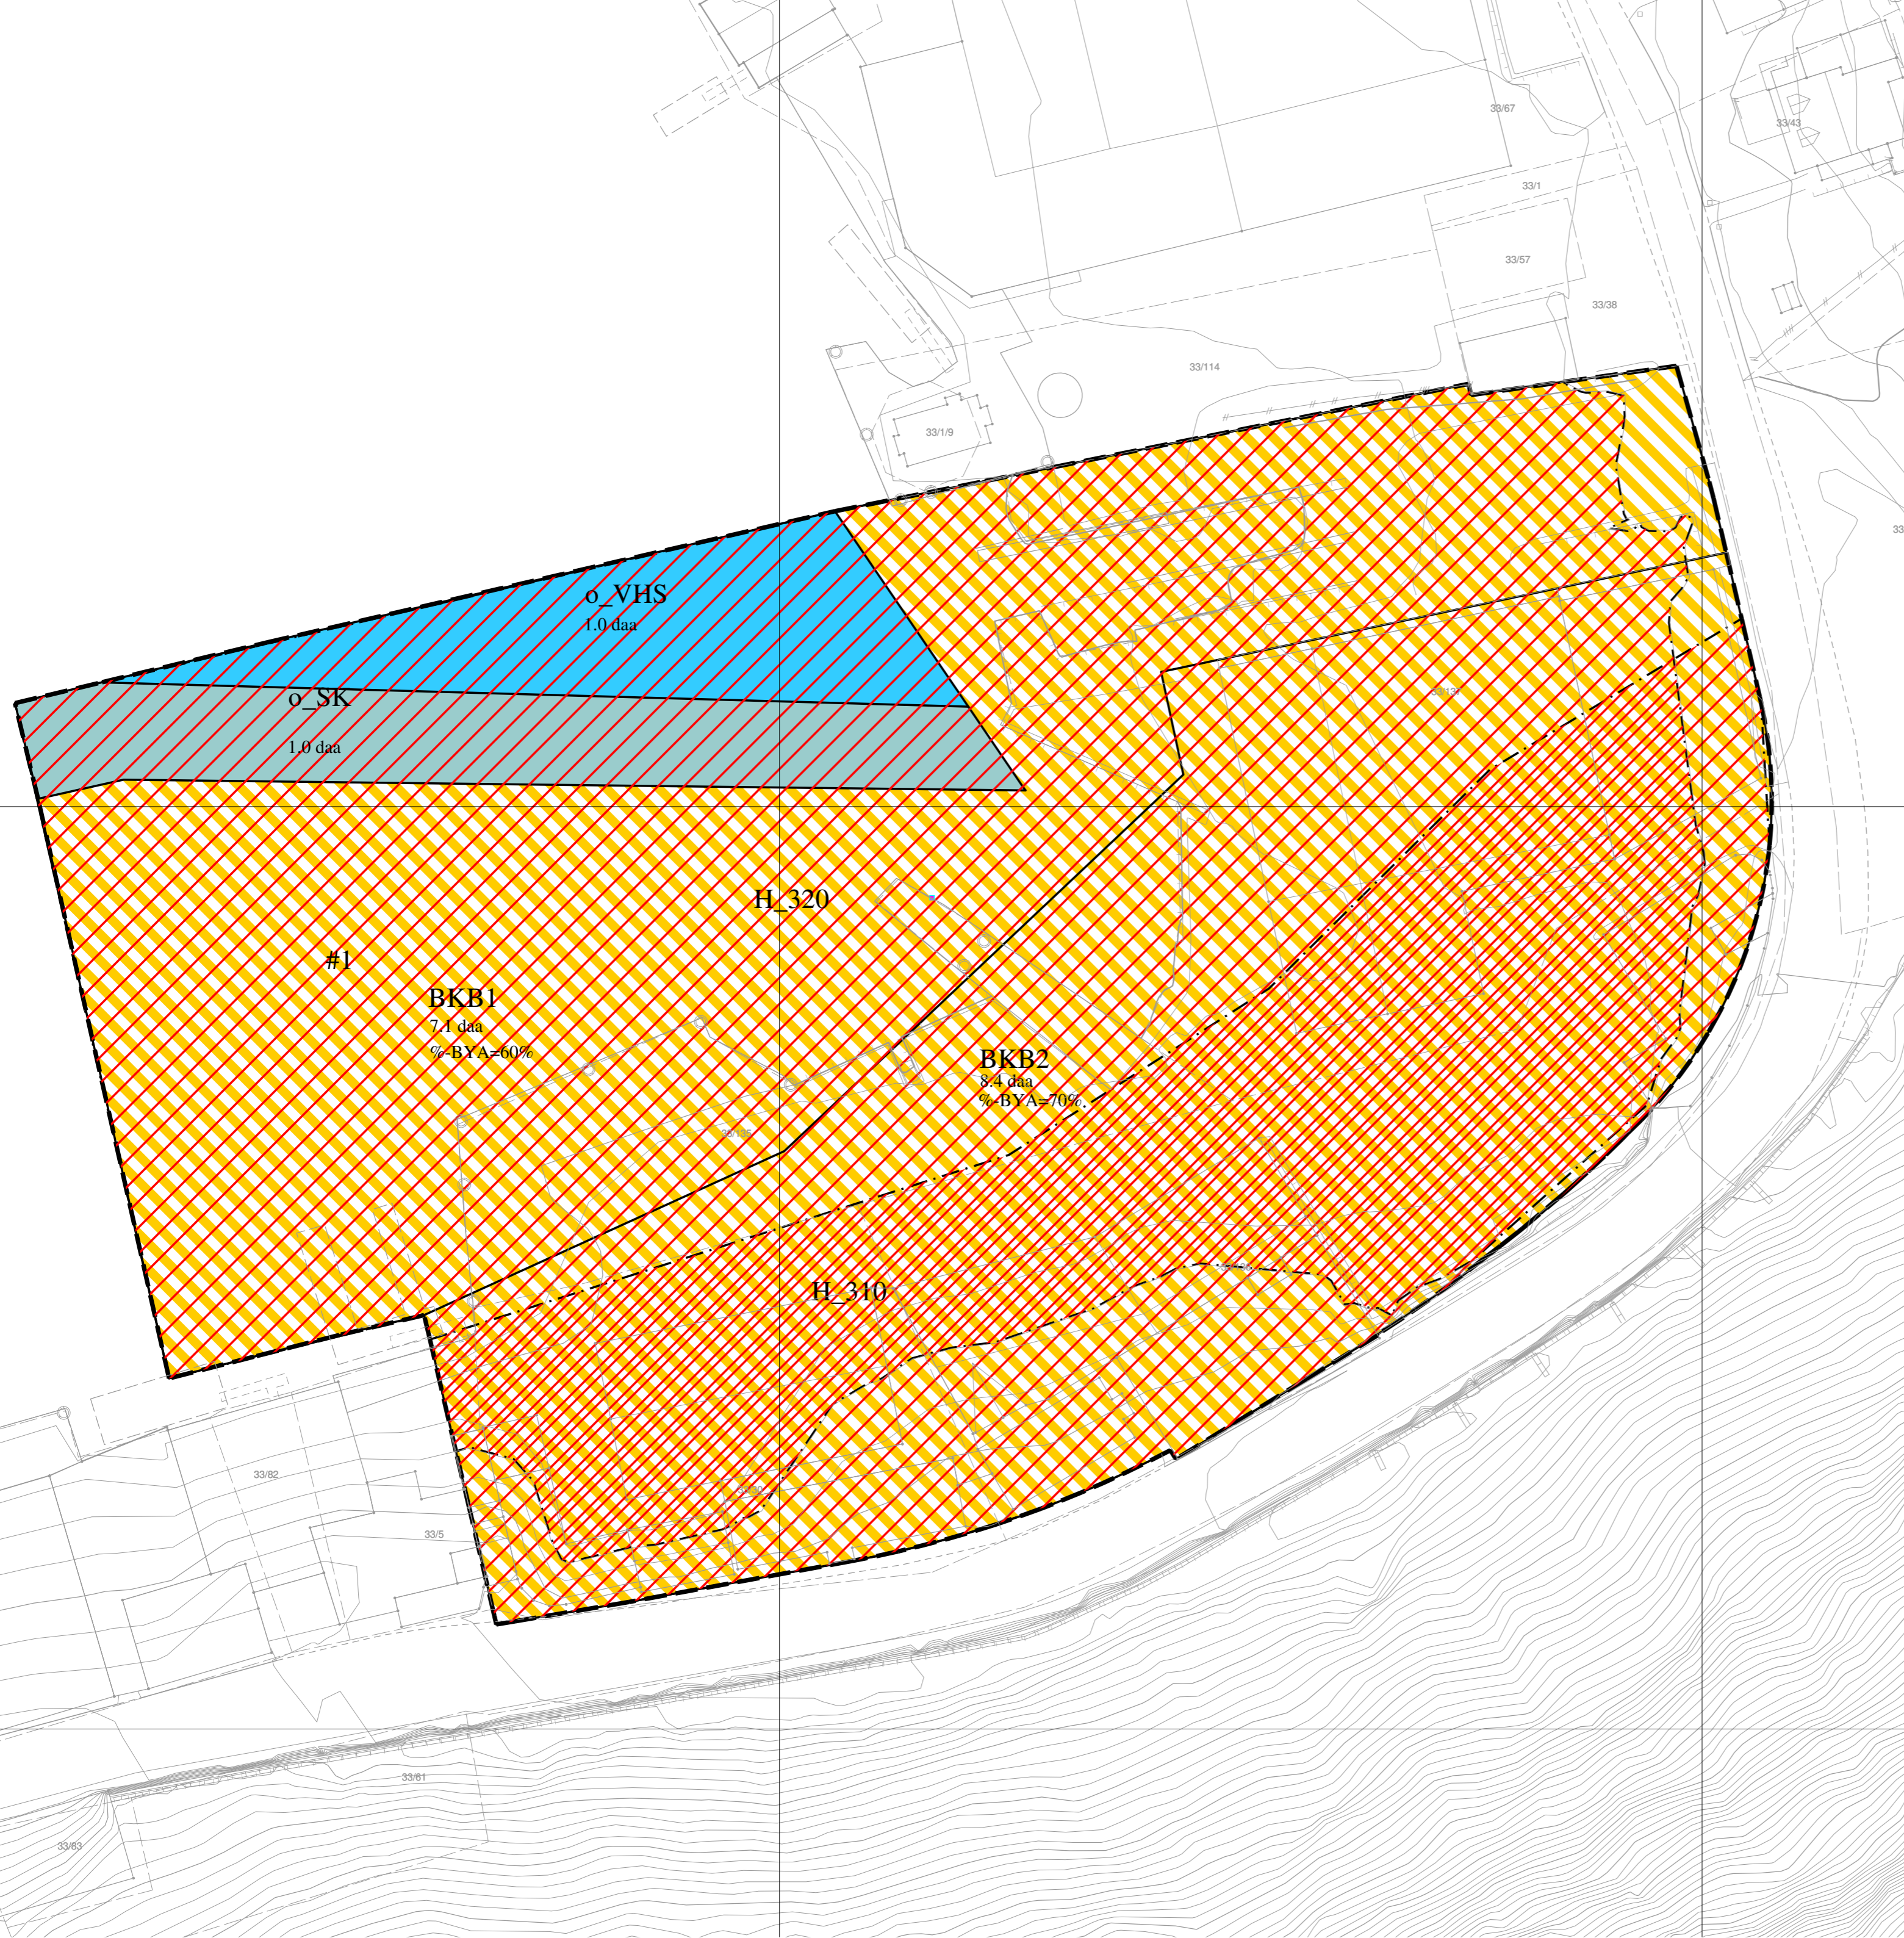 33/67
33/43
33/1
33/57
33/38
33/114
33/1/9
33
o_VHS
1.0 daa
o_SK
1.0 daa
H_320
#1
BKB1
7.1 daa
%-BYA=60%
BKB2
8.4 daa
%-BYA=70%
H_310
33/82
33/5
33/61
33/83